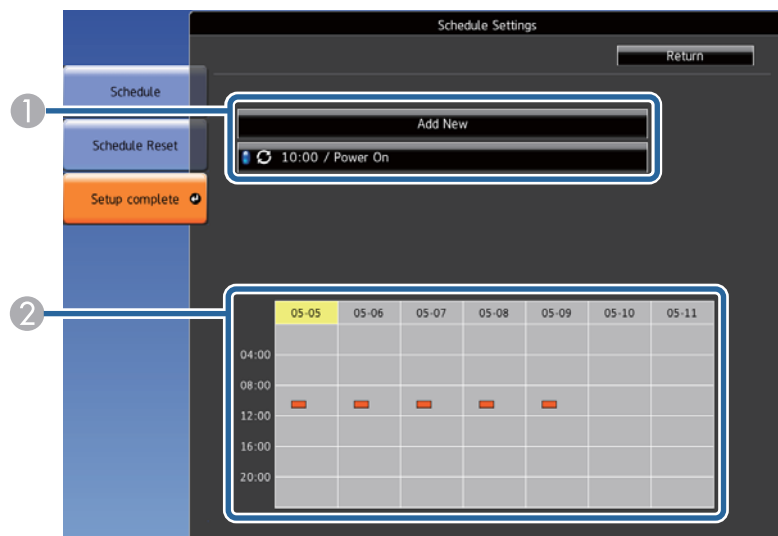 Schedule Settings
Return
Schedule
1
Add New
Schedule Reset
10:00 / Power On
Setup complete
2
05-05 05-06 05-07 05-08 05-09 05-10 05-11
04:00
08:00
12:00
16:00
20:00